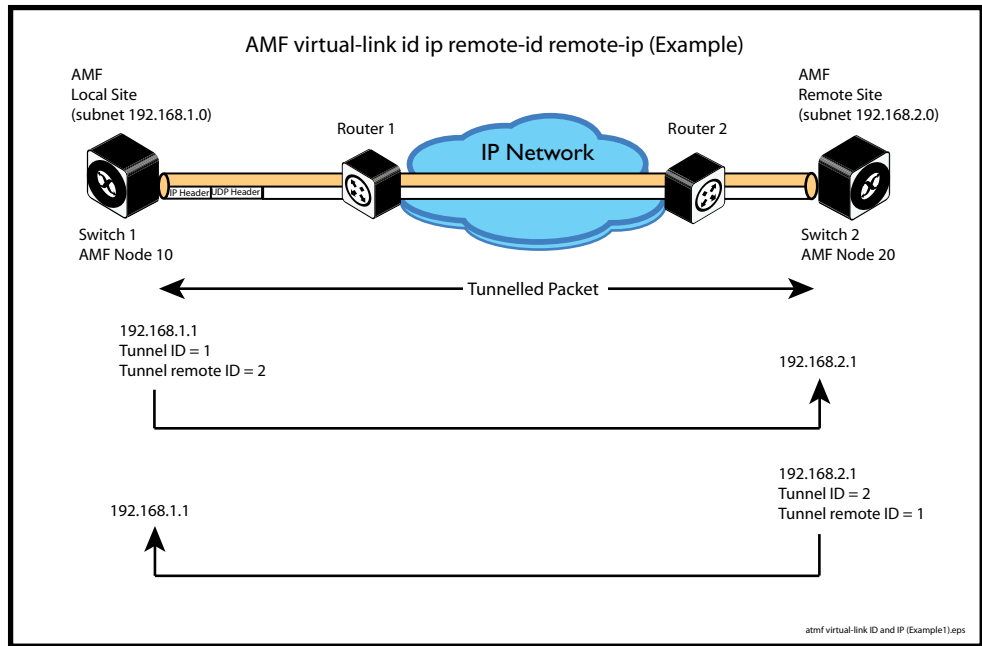 AMF virtual-link id ip remote-id remote-ip (Example)
AMF
Local Site
(subnet 192.168.1.0)
AMF
Remote Site
(subnet 192.168.2.0)
Router 1
Router 2
IP Network
IP Header
UDP Header
Switch 1
AMF Node 10
Switch 2
AMF Node 20
Tunnelled Packet
192.168.1.1
Tunnel ID = 1
Tunnel remote ID = 2
192.168.2.1
192.168.2.1
Tunnel ID = 2
Tunnel remote ID = 1
192.168.1.1
atmf virtual-link ID and IP (Example1).eps